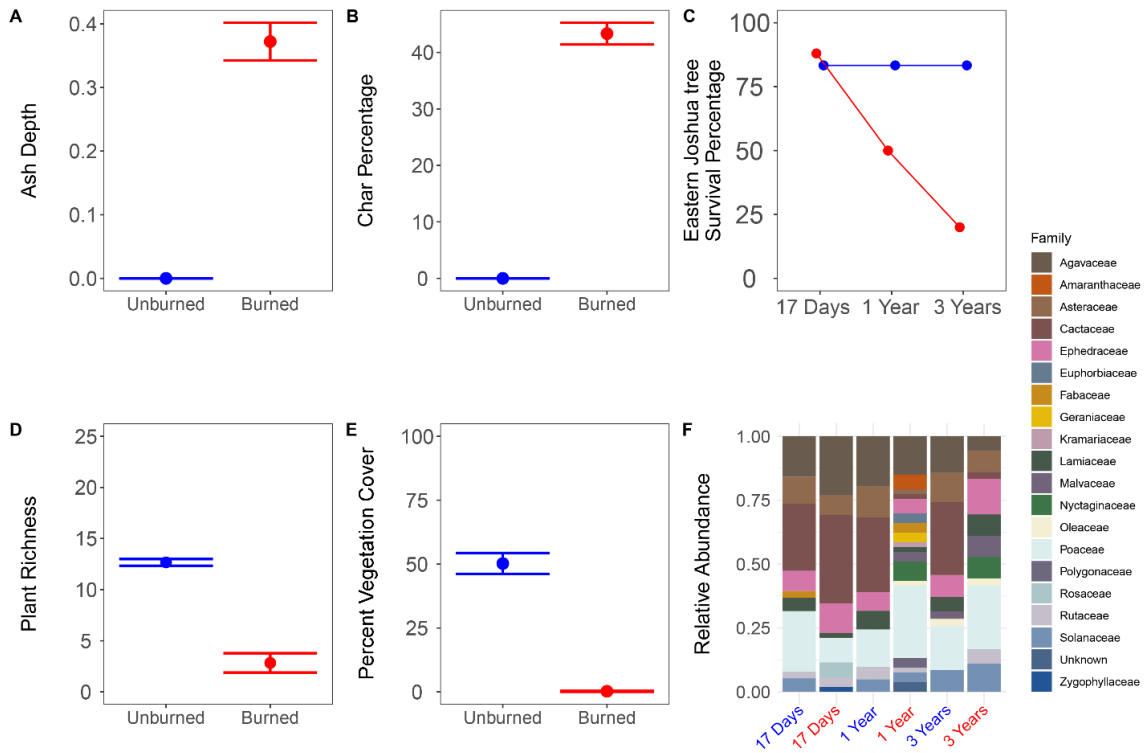 A
Ash Depth
0.4
0.3
0.2
0.1
0.0
Unburned
Burned
B
Char Percentage
40
30
20
10
0
Unburned
Burned
C
Eastern Joshua tree
Survival Percentage
100
75
50
25
0
17 Days
1 Year
3 Years
D
Plant Richness
25
20
15
10
5
0
Unburned
Burned
E
Percent Vegetation Cover
100
75
50
25
0
Unburned
Burned
F
Relative Abundance
1.00
0.75
0.50
0.25
0.00
17 Days
17 Days
1 Year
1 Year
3 Years
3 Years
Family
Agavaceae
Amaranthaceae
Asteraceae
Cactaceae
Ephedraceae
Euphorbiaceae
Fabaceae
Geraniaceae
Kramariaceae
Lamiaceae
Malvaceae
Nyctaginaceae
Oleaceae
Poaceae
Polygonaceae
Rosaceae
Rutaceae
Solanaceae
Unknown
Zygophyllaceae